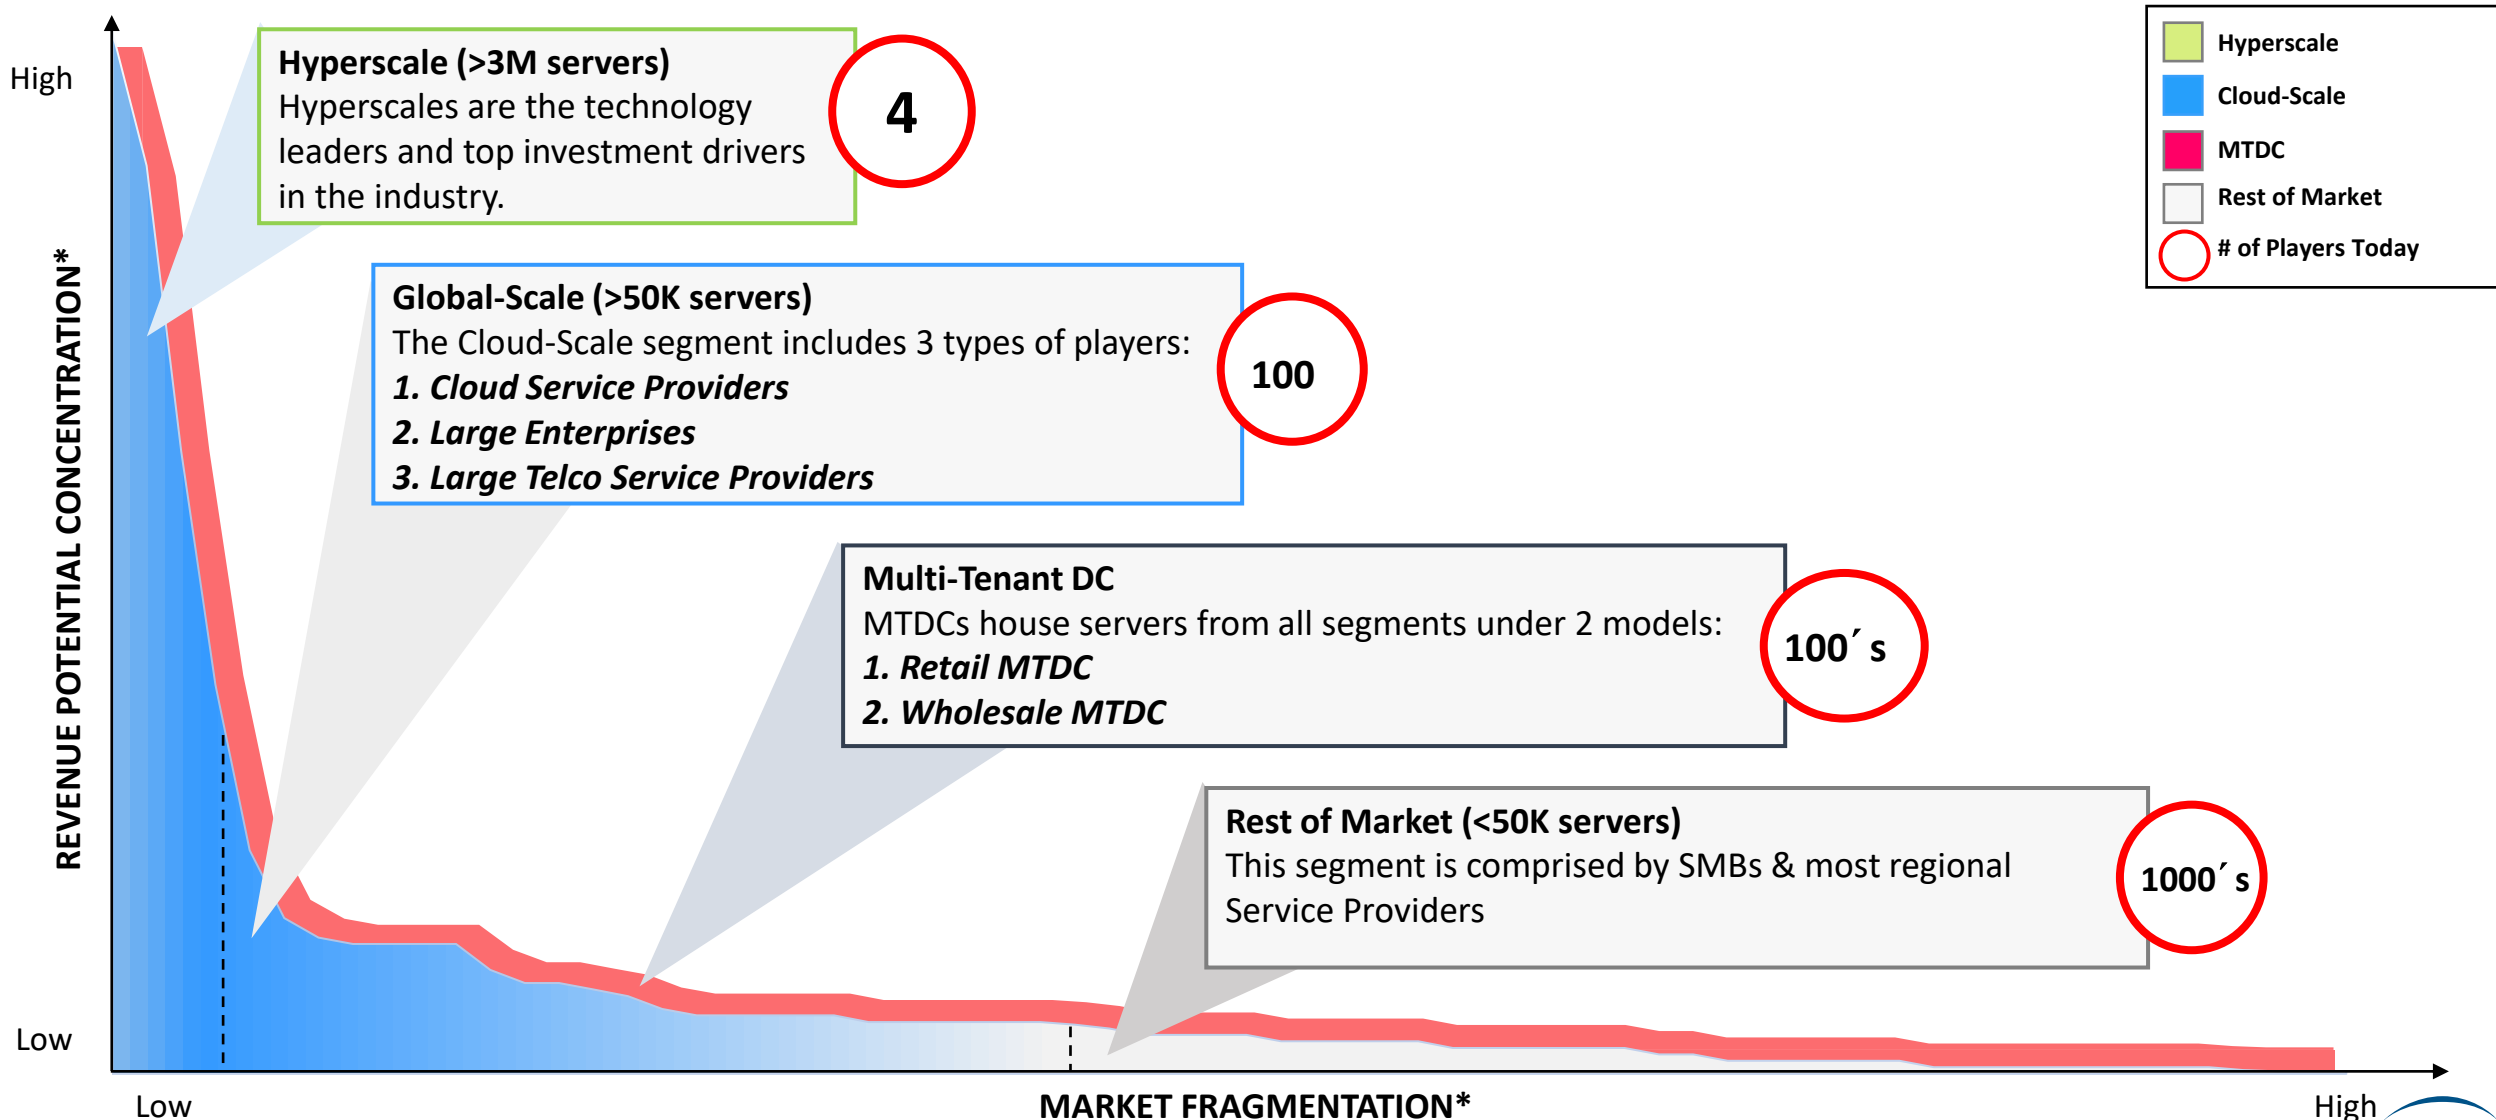 High
REVENUE POTENTIAL CONCENTRATION*
Low
Hyperscale (>3M servers)
Hyperscales are the technology
leaders and top investment drivers
in the industry.
4
Global-Scale (>50K servers)
The Cloud-Scale segment includes 3 types of players:
1. Cloud Service Providers
2. Large Enterprises
3. Large Telco Service Providers
100
Multi-Tenant DC
MTDCs house servers from all segments under 2 models:
1. Retail MTDC
2. Wholesale MTDC
100´s
Rest of Market (<50K servers)
This segment is comprised by SMBs & most regional
Service Providers
1000´s
Hyperscale
Cloud-Scale
MTDC
Rest of Market
# of Players Today
Low
MARKET FRAGMENTATION*
High